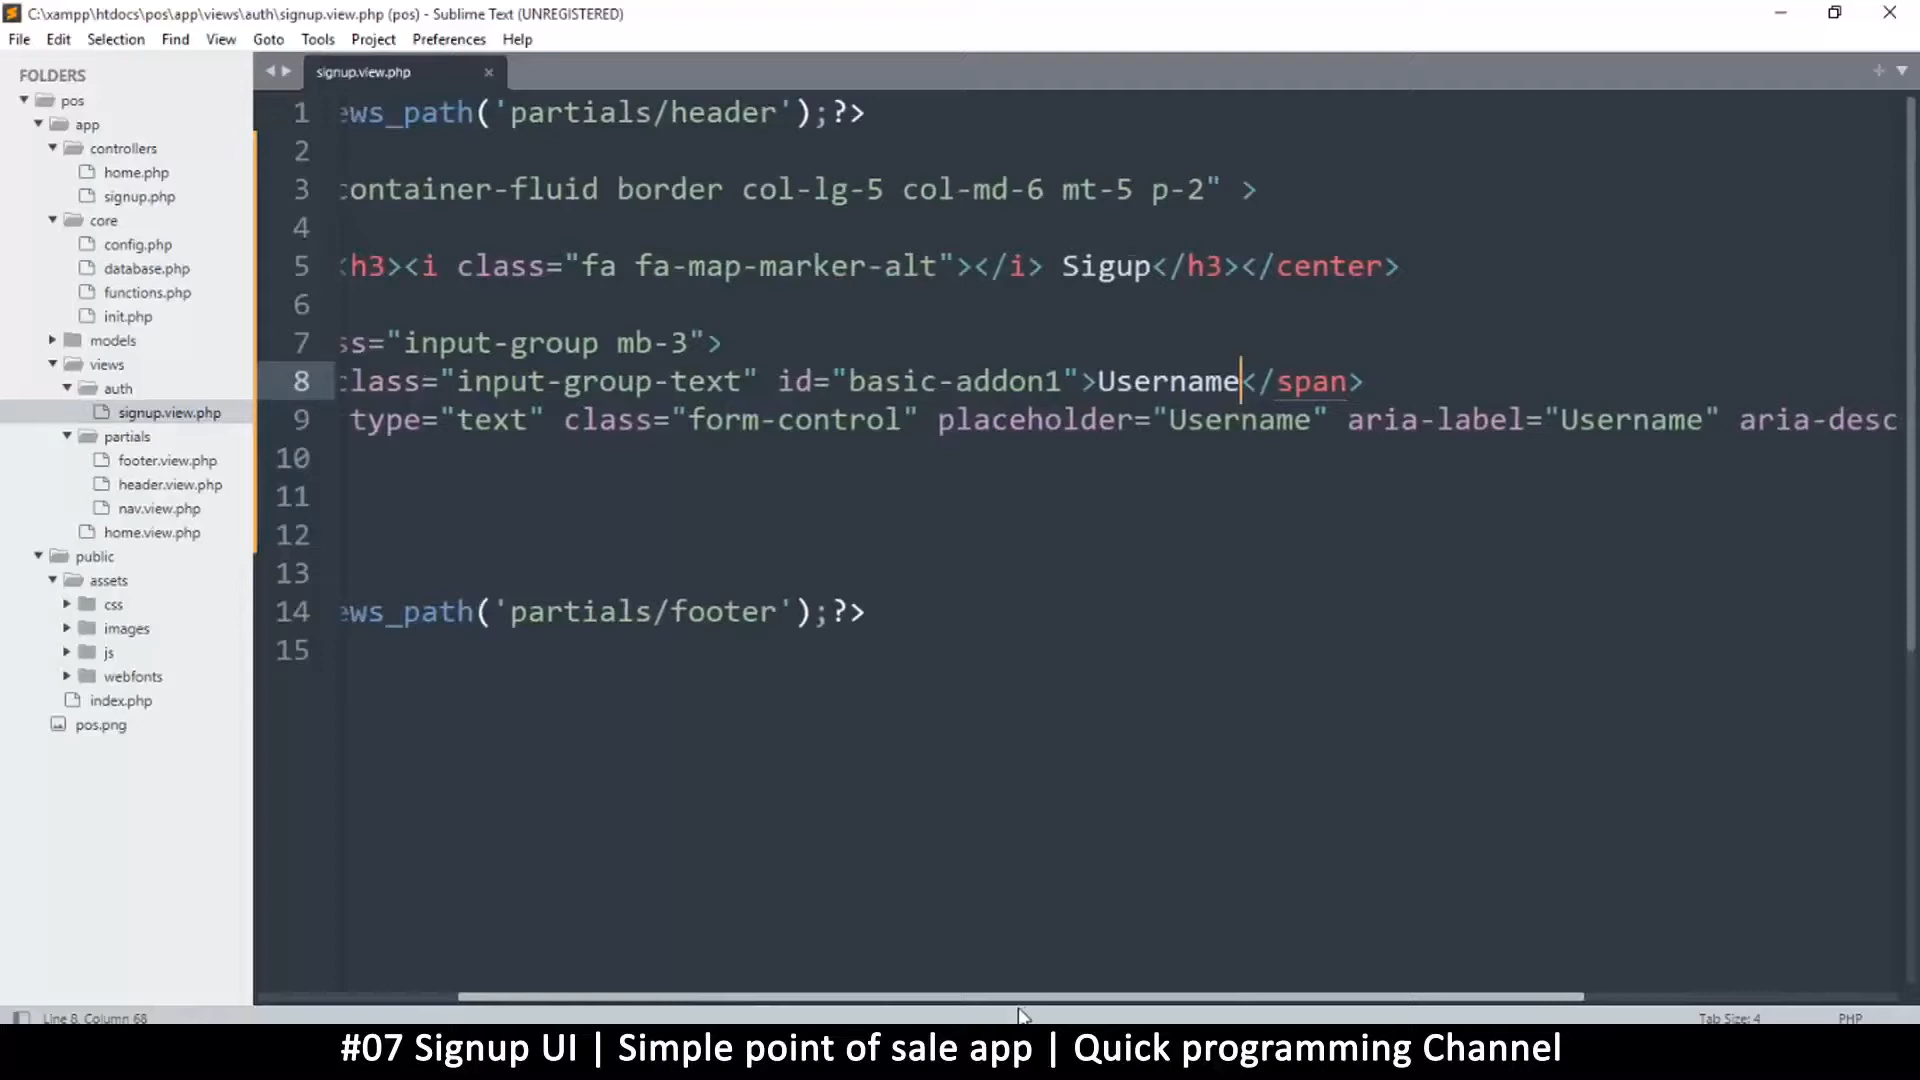 C:\xampp\htdocs\pos\app\views\auth\signup.view.php (pos) - Sublime Text (UNREGISTERED)
File Edit Selection Find View Goto Tools Project Preferences Help
FOLDERS
pos
app
controllers
home.php
signup.php
core
config.php
database.php
functions.php
init.php
models
views
auth
signup.view.php
partials
footer.view.php
header.view.php
nav.view.php
home.view.php
public
assets
css
images
js
webfonts
index.php
pos.png
signup.view.php
1 ews_path('partials/header');?>
2
3 container-fluid border col-lg-5 col-md-6 mt-5 p-2" >
4
5 <h3><i class="fa fa-map-marker-alt"></i> Sigup</h3></center>
6
7 ss="input-group mb-3">
8 class="input-group-text" id="basic-addon1">Username</span>
9 type="text" class="form-control" placeholder="Username" aria-label="Username" aria-desc
10
11
12
13
14 ews_path('partials/footer');?>
15
Line 8, Column 68
Tab Size: 4 PHP
#07 Signup UI | Simple point of sale app | Quick programming Channel